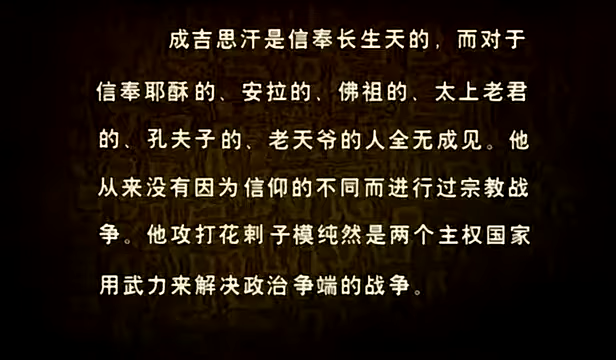 成吉思汗是信奉长生天的，而对于
信奉耶酥的、安拉的、佛祖的、太上老君
的、孔夫子的、老天爷的人全无成见。他
从来没有因为信仰的不同而进行过宗教战
争。他攻打花剌子模纯然是两个主权国家
用武力来解决政治争端的战争。